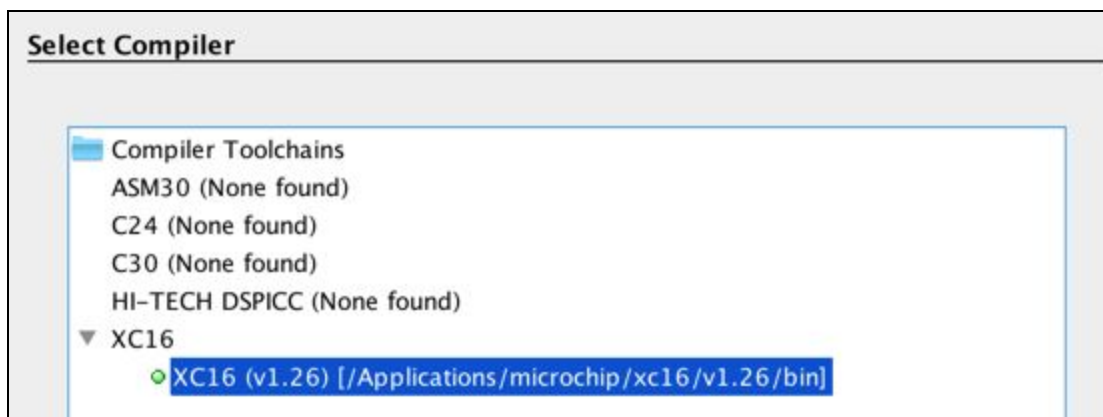 Select Compiler
Compiler Toolchains
ASM30 (None found)
C24 (None found)
C30 (None found)
HI-TECH DSPICC (None found)
XC16
XC16 (v1.26) [/Applications/microchip/xc16/v1.26/bin]